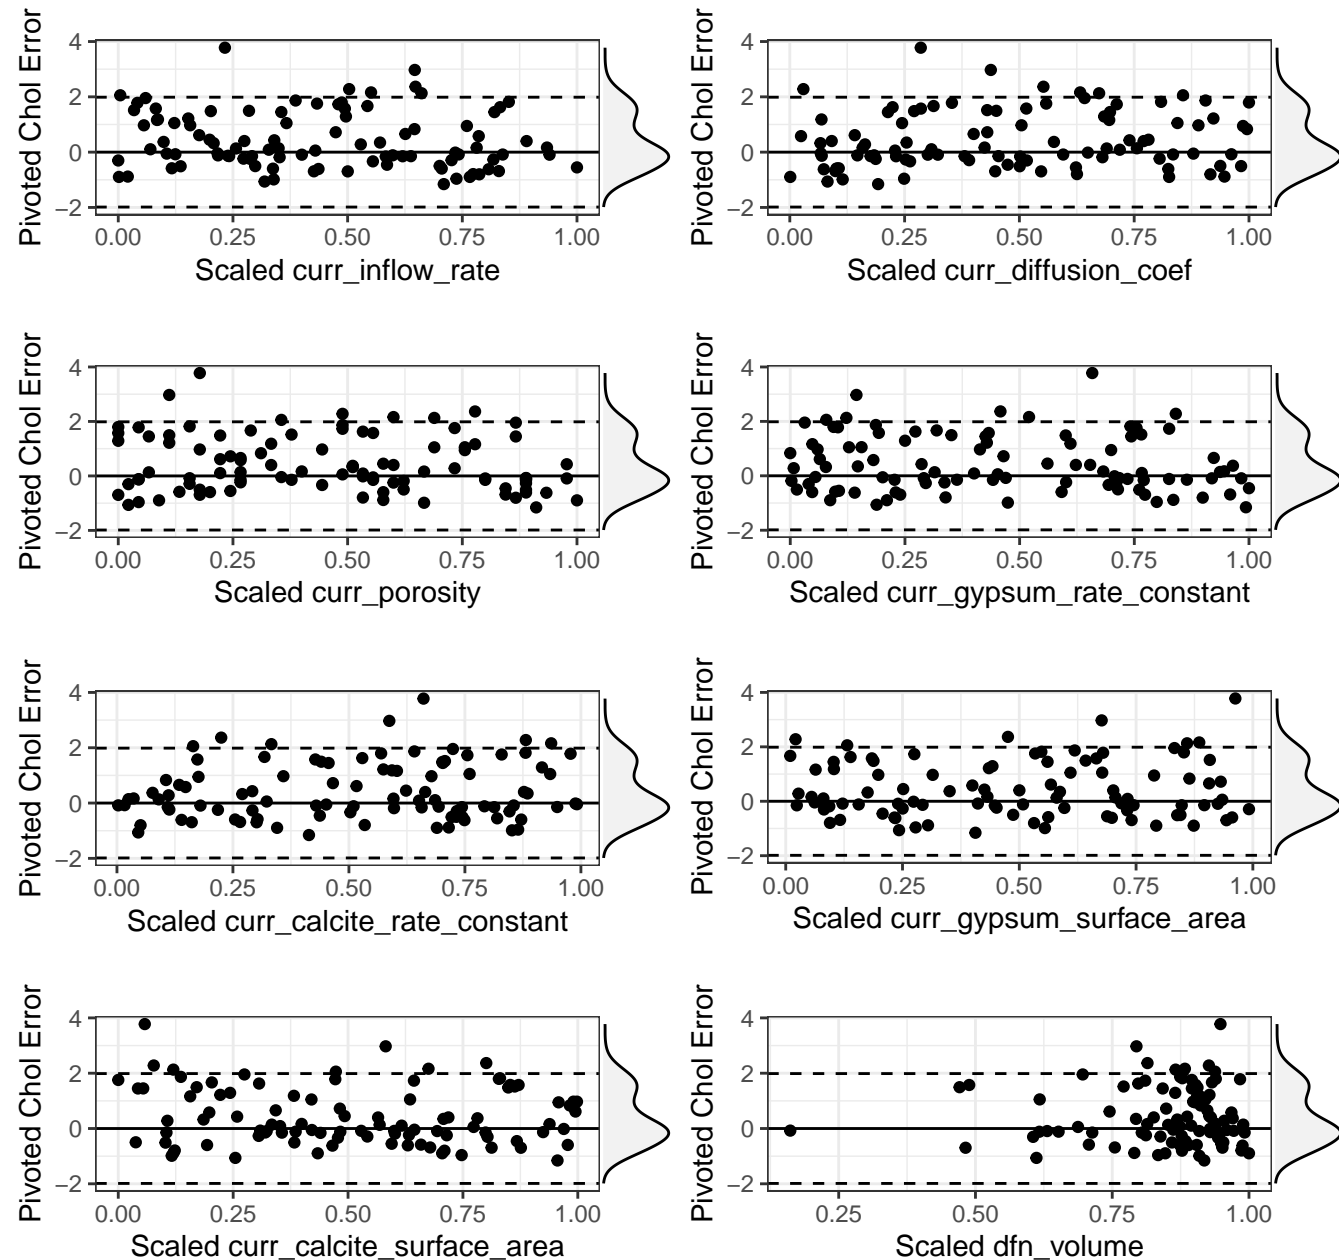 Pivoted Chol Error
4
2
0
−2
0.00 0.25 0.50 0.75 1.00
Scaled curr_inflow_rate
Pivoted Chol Error
4
2
0
−2
0.00 0.25 0.50 0.75 1.00
Scaled curr_diffusion_coef
Pivoted Chol Error
4
2
0
−2
0.00 0.25 0.50 0.75 1.00
Scaled curr_porosity
Pivoted Chol Error
4
2
0
−2
0.00 0.25 0.50 0.75 1.00
Scaled curr_gypsum_rate_constant
Pivoted Chol Error
4
2
0
−2
0.00 0.25 0.50 0.75 1.00
Scaled curr_calcite_rate_constant
Pivoted Chol Error
4
2
0
−2
0.00 0.25 0.50 0.75 1.00
Scaled curr_gypsum_surface_area
Pivoted Chol Error
4
2
0
−2
0.00 0.25 0.50 0.75 1.00
Scaled curr_calcite_surface_area
Pivoted Chol Error
4
2
0
−2
0.25 0.50 0.75 1.00
Scaled dfn_volume